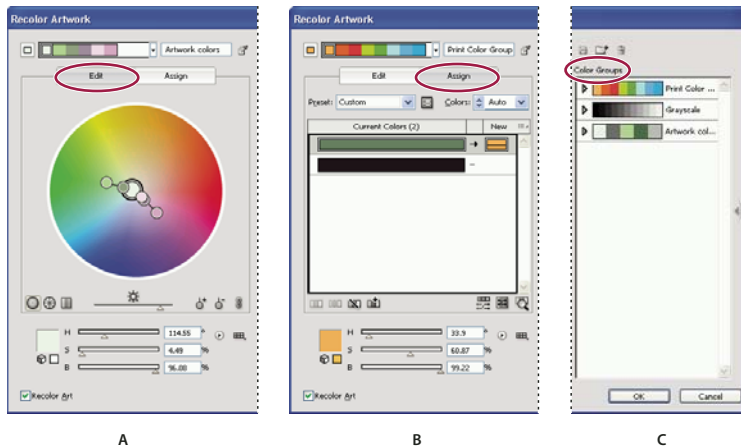 Recolor Artwork
Artwork colors
Edit
Assign
H
114.55
°
S
4.49
%
B
96.08
%
Recolor Art
A
Recolor Artwork
Print Color Group
Edit
Assign
Preset: Custom
Colors: Auto
Current Colors (2)
New
H
33.9
°
S
60.87
%
B
99.22
%
Recolor Art
B
Color Groups
Print Color ...
Grayscale
Artwork col...
OK
Cancel
C